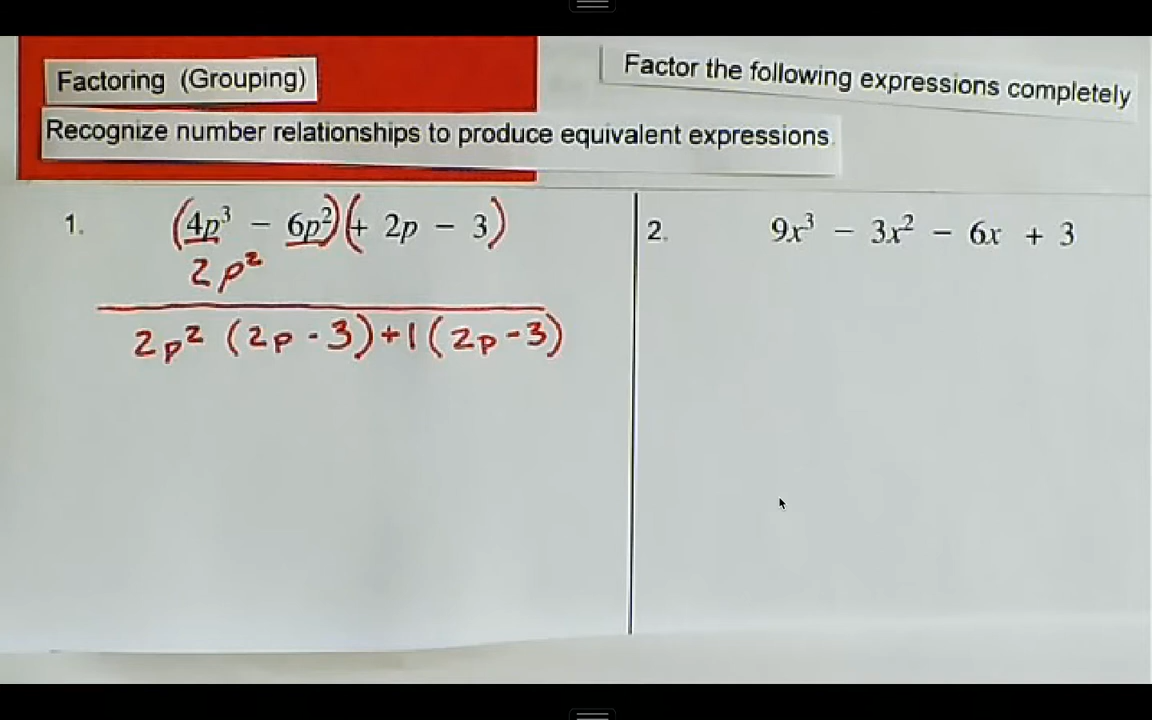 Factoring (Grouping)
Factor the following expressions completely
Recognize number relationships to produce equivalent expressions.
1. (4p³ − 6p²)(+ 2p − 3)
2p²
2p² (2p - 3) + 1 (2p - 3)
2. 9x³ − 3x² − 6x + 3